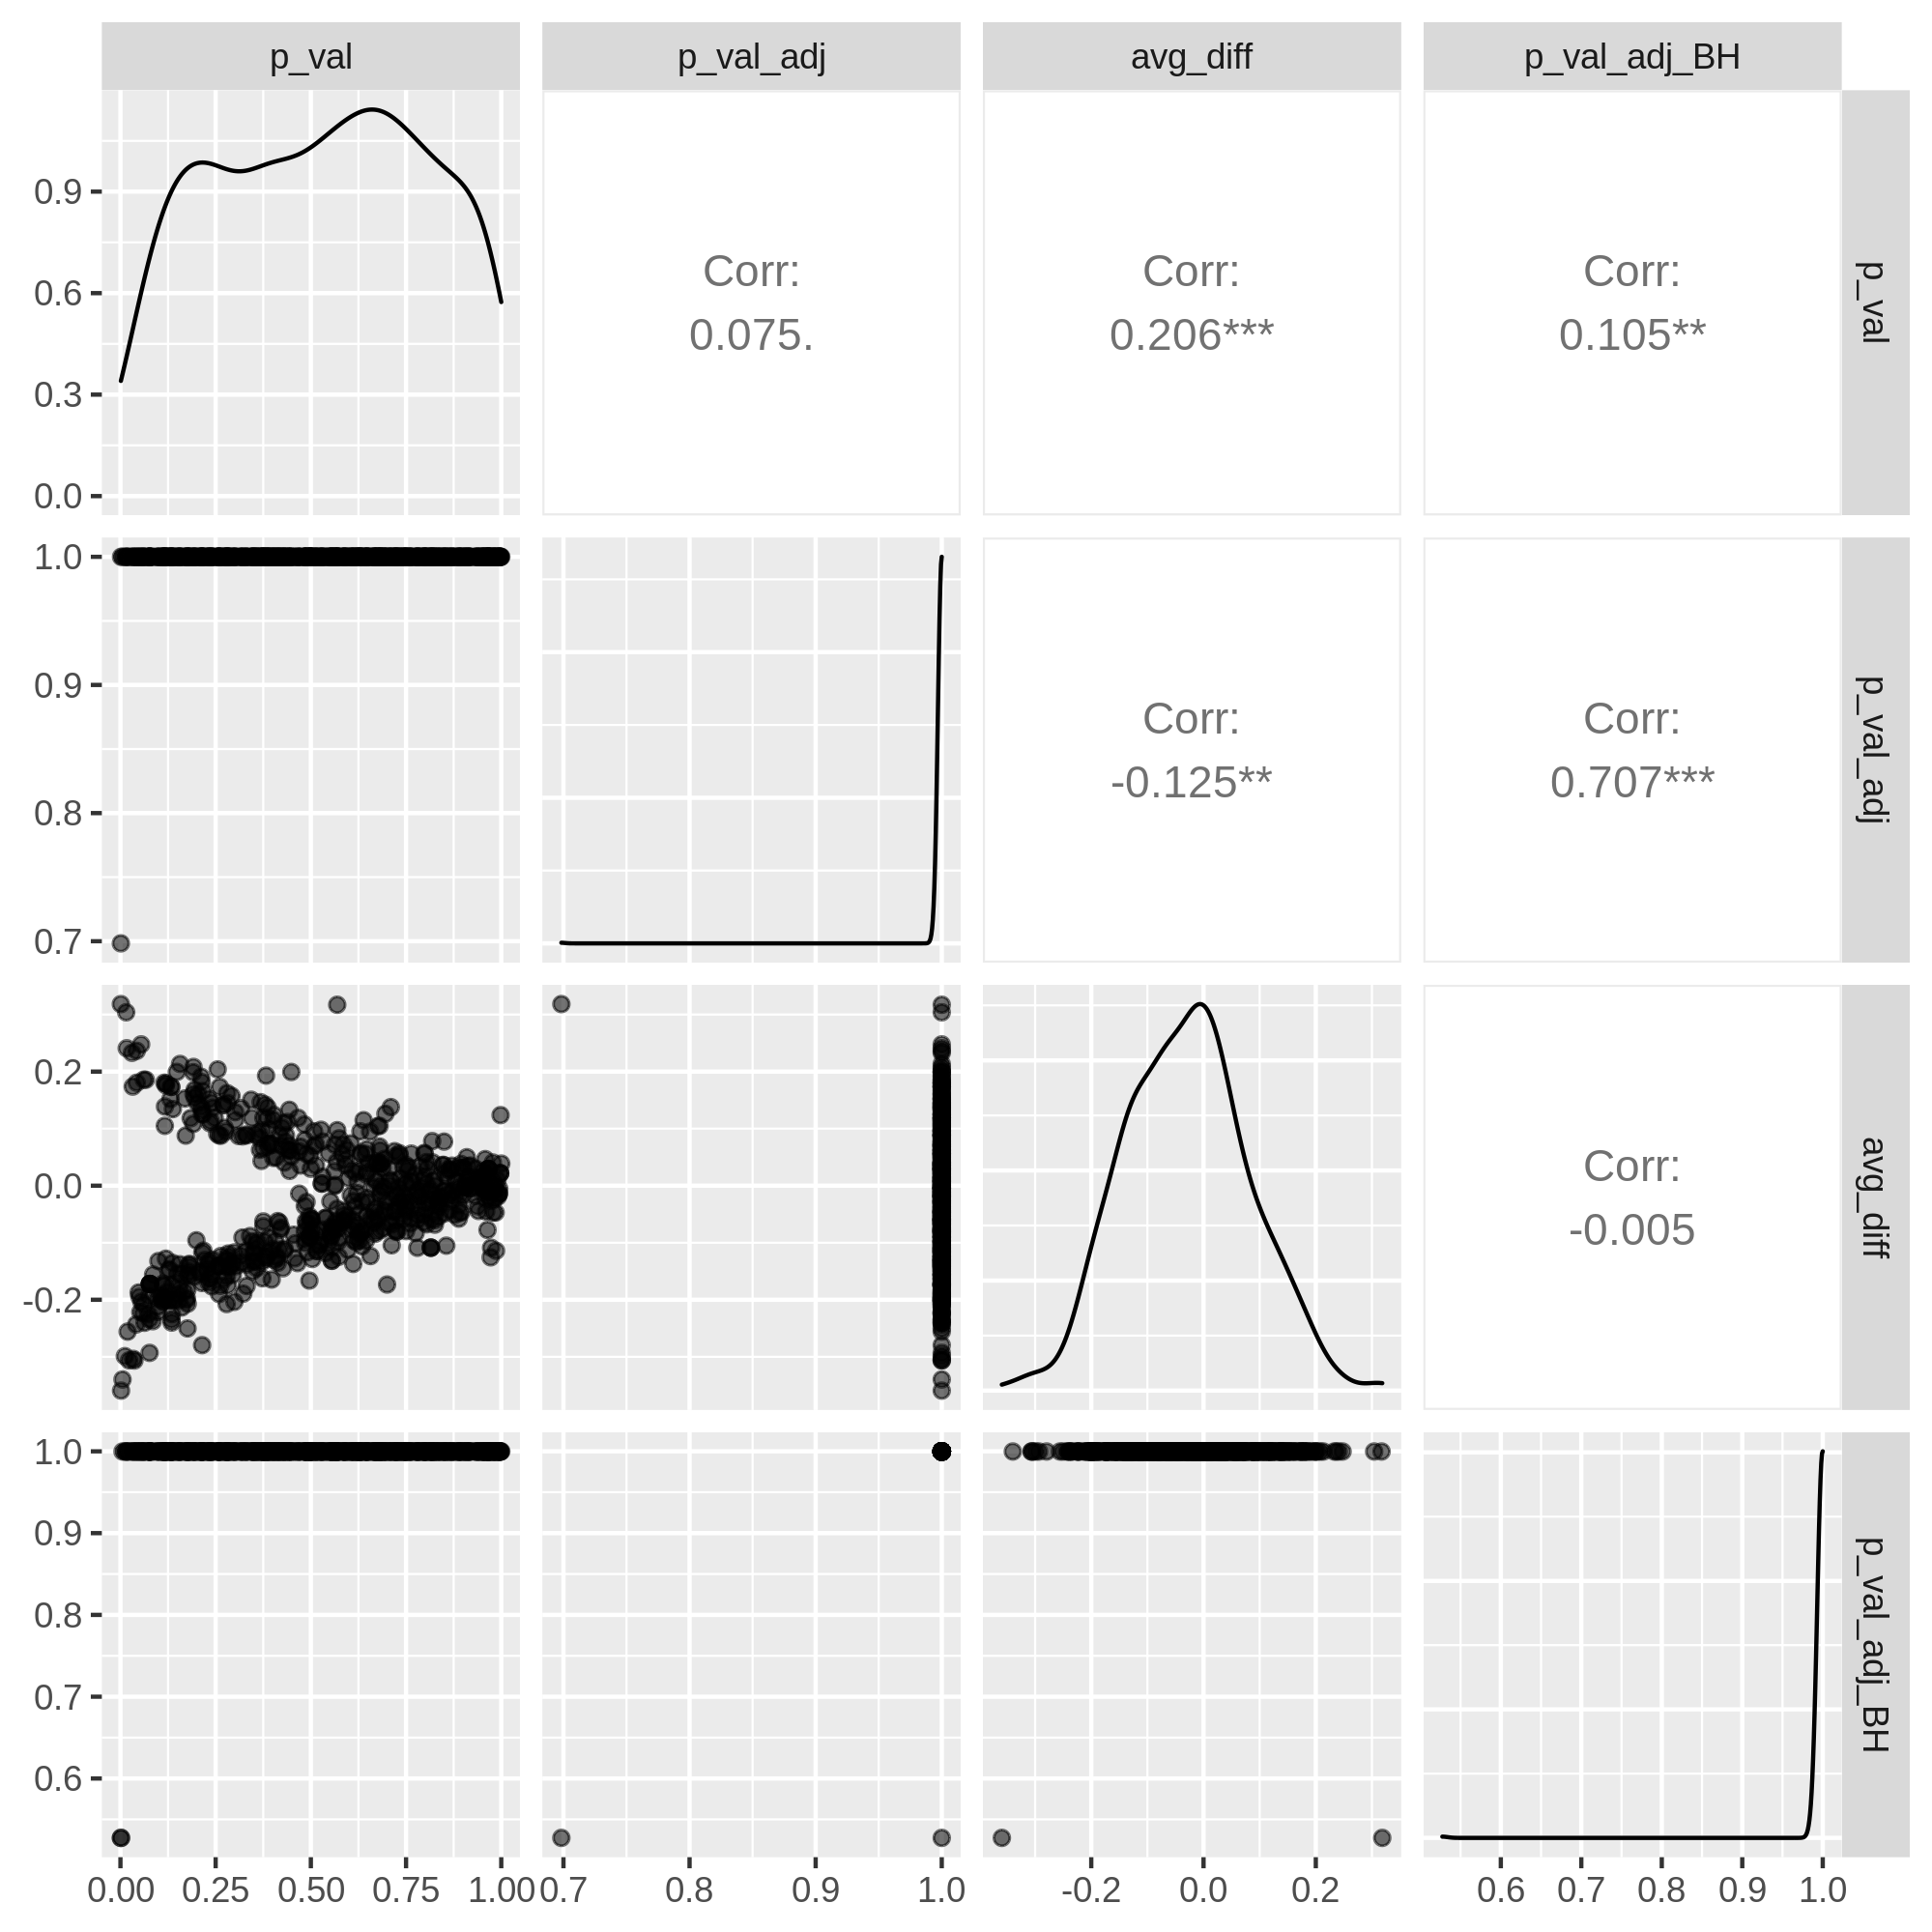 p_val p_val_adj avg_diff p_val_adj_BH
0.9
0.6
0.3
0.0
Corr:
0.075.
Corr:
0.206***
Corr:
0.105**
p_val
1.0
0.9
0.8
0.7
Corr:
-0.125**
Corr:
0.707***
p_val_adj
0.2
0.0
-0.2
Corr:
-0.005
avg_diff
1.0
0.9
0.8
0.7
0.6
p_val_adj_BH
0.00 0.25 0.50 0.75 1.00 0.7 0.8 0.9 1.0 -0.2 0.0 0.2 0.6 0.7 0.8 0.9 1.0